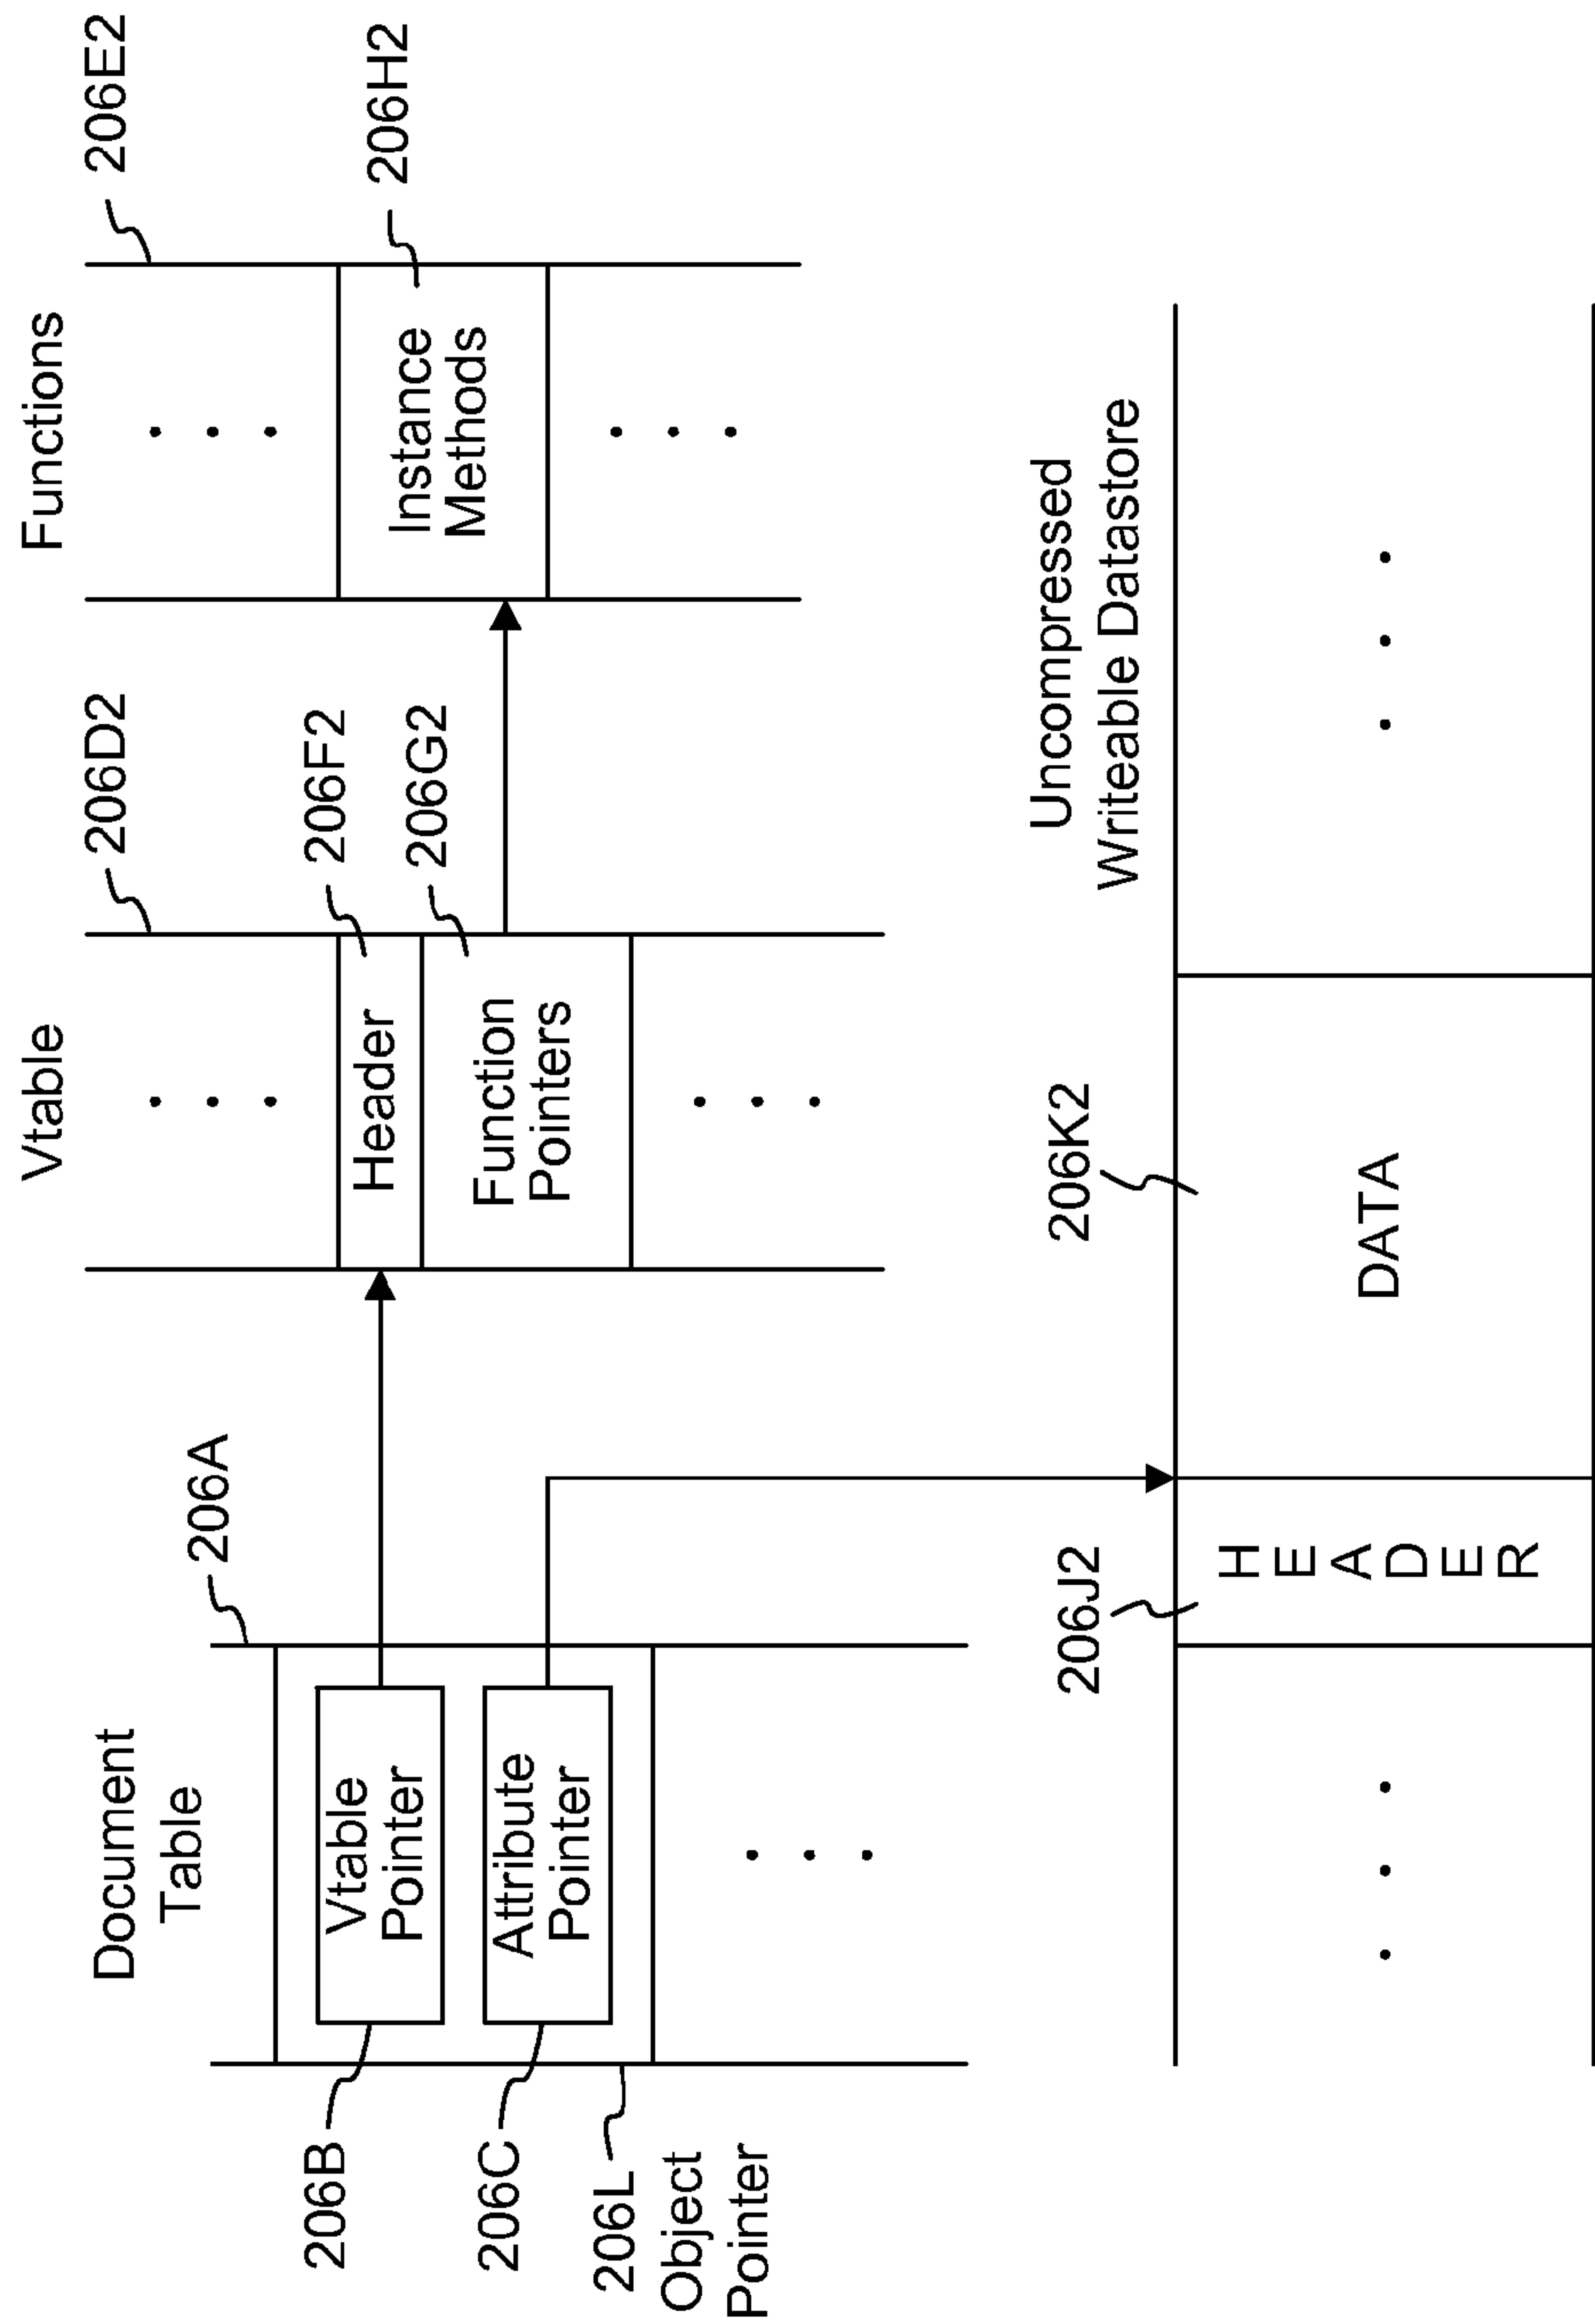 Document
Table
206A
Vtable
Pointer
Attribute
Pointer
206B
206C
206L
Object
Pointer
Vtable
206D2
Header
206F2
206G2
Function
Pointers
Functions
206E2
Instance
Methods
206H2
Uncompressed
Writeable Datastore
206J2
H
E
A
D
E
R
206K2
DATA